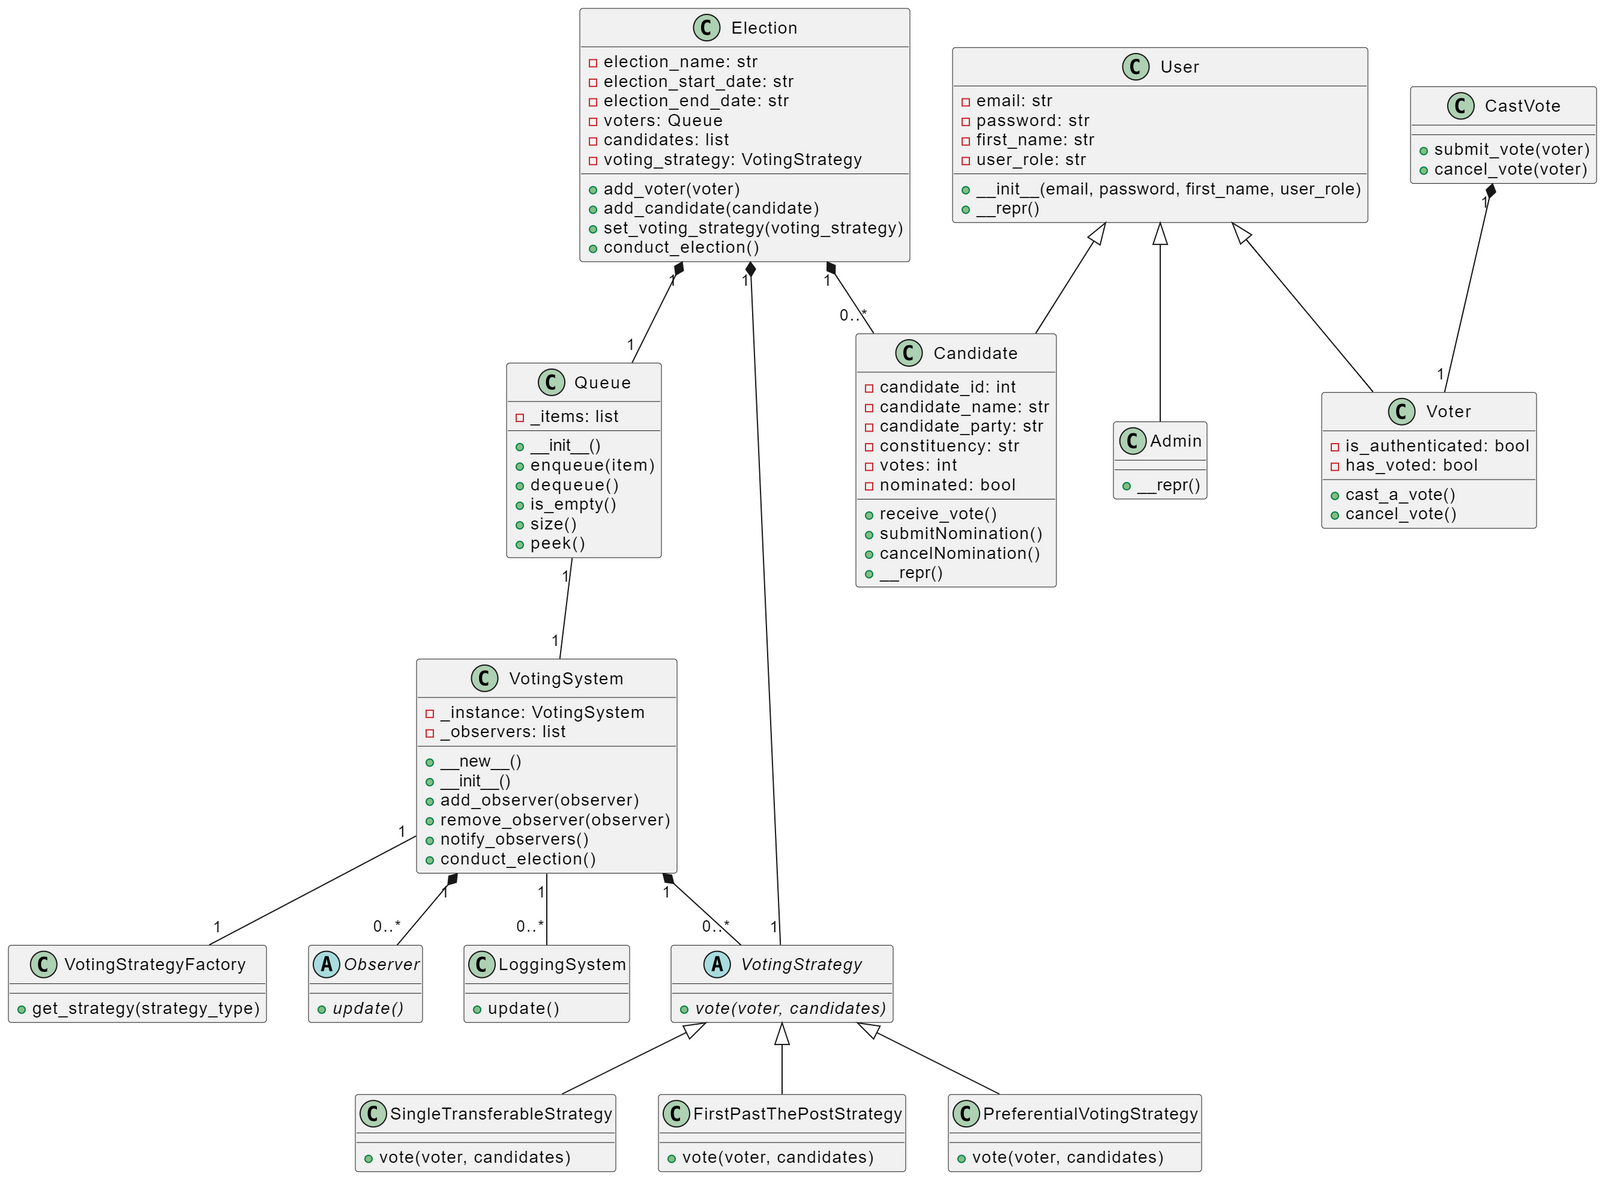 C Election
election_name: str
election_start_date: str
election_end_date: str
voters: Queue
candidates: list
voting_strategy: VotingStrategy
add_voter(voter)
add_candidate(candidate)
set_voting_strategy(voting_strategy)
conduct_election()
C User
email: str
password: str
first_name: str
user_role: str
__init__(email, password, first_name, user_role)
__repr()
C CastVote
submit_vote(voter)
cancel_vote(voter)
1
1
1
1
1
0..*
1
C Queue
_items: list
__init__()
enqueue(item)
dequeue()
is_empty()
size()
peek()
C Candidate
candidate_id: int
candidate_name: str
candidate_party: str
constituency: str
votes: int
nominated: bool
receive_vote()
submitNomination()
cancelNomination()
__repr()
C Admin
__repr()
C Voter
is_authenticated: bool
has_voted: bool
cast_a_vote()
cancel_vote()
1
1
C VotingSystem
_instance: VotingSystem
_observers: list
__new__()
__init__()
add_observer(observer)
remove_observer(observer)
notify_observers()
conduct_election()
1
1
1
1
1
0..*
0..*
0..*
1
C VotingStrategyFactory
get_strategy(strategy_type)
A Observer
update()
C LoggingSystem
update()
A VotingStrategy
vote(voter, candidates)
C SingleTransferableStrategy
vote(voter, candidates)
C FirstPastThePostStrategy
vote(voter, candidates)
C PreferentialVotingStrategy
vote(voter, candidates)